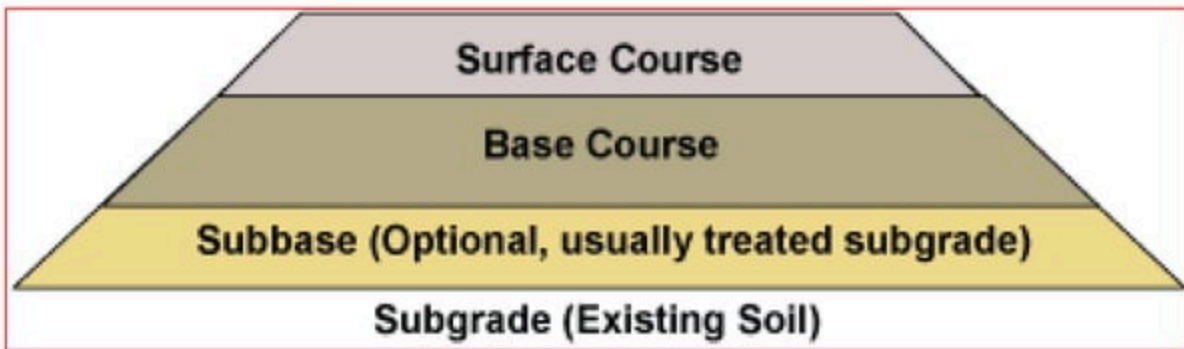 Surface Course
Base Course
Subbase (Optional, usually treated subgrade)
Subgrade (Existing Soil)